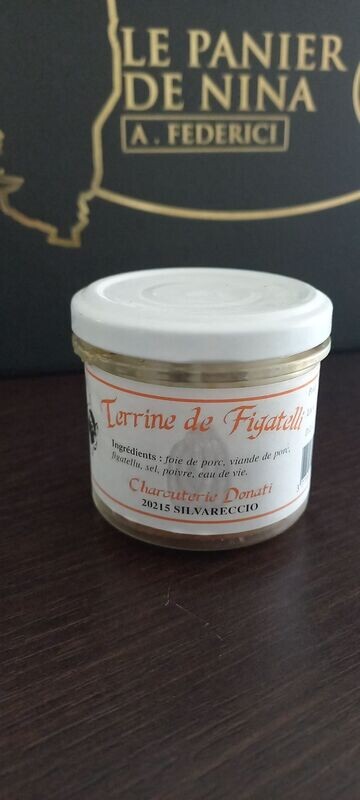 LE PANIER
DE NINA
A. FEDERICI
Terrine de Figatelli
Ingrédients : foie de porc, viande de porc,
figatellu, sel, poivre, eau de vie.
Charcuterie Donati
20215 SILVARECCIO